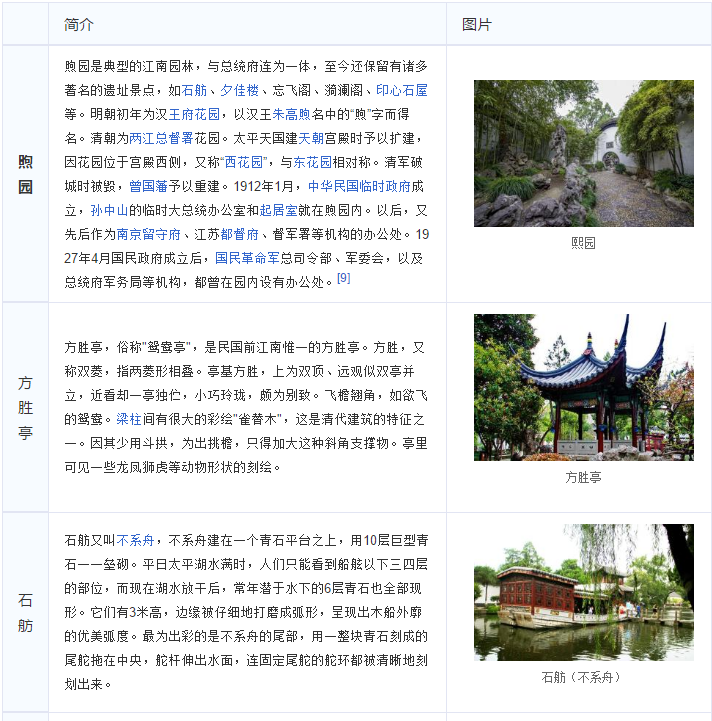 简介
图片
煦园
煦园是典型的江南园林，与总统府连为一体，至今还保留有诸多
著名的遗址景点，如石舫、夕佳楼、忘飞阁、漪澜阁、印心石屋
等。明朝初年为汉王府花园，以汉王朱高煦名中的“煦”字而得
名。清朝为两江总督署花园。太平天国建天朝宫殿时予以扩建，
因花园位于宫殿西侧，又称“西花园”，与东花园相对称。清军破
城时被毁，曾国藩予以重建。1912年1月，中华民国临时政府成
立，孙中山的临时大总统办公室和起居室就在煦园内。以后，又
先后作为南京留守府、江苏都督府、督军署等机构的办公处。19
27年4月国民政府成立后，国民革命军总司令部、军委会，以及
总统府军务局等机构，都曾在园内设有办公处。[9]
熙园
方胜亭
方胜亭，俗称"鸳鸯亭"，是民国前江南惟一的方胜亭。方胜，又
称双菱，指两菱形相叠。亭基方胜，上为双顶、远观似双亭并
立，近看却一亭独伫，小巧玲珑，颇为别致。飞檐翘角，如欲飞
的鸳鸯。梁柱间有很大的彩绘"雀替木"，这是清代建筑的特征之
一。因其少用斗拱，为出挑檐，只得加大这种斜角支撑物。亭里
可见一些龙凤狮虎等动物形状的刻绘。
方胜亭
石舫
石舫又叫不系舟，不系舟建在一个青石平台之上，用10层巨型青
石一一垒砌。平日太平湖水满时，人们只能看到船舷以下三四层
的部位，而现在湖水放干后，常年潜于水下的6层青石也全部现
形。它们有3米高，边缘被仔细地打磨成弧形，呈现出木船外廓
的优美弧度。最为出彩的是不系舟的尾部，用一整块青石刻成的
尾舵拖在中央，舵杆伸出水面，连固定尾舵的舵环都被清晰地刻
划出来。
石舫（不系舟）